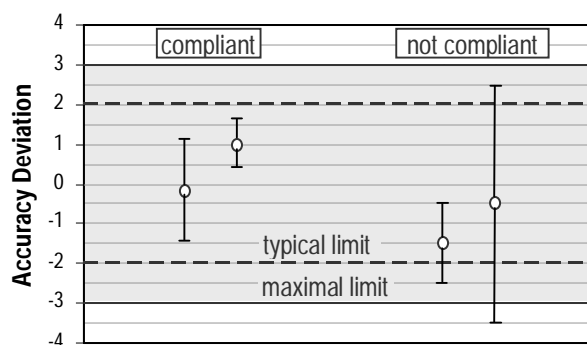 4
compliant
not compliant
3
2
1
0
-1
-2
-3
-4
Accuracy Deviation
typical limit
maximal limit